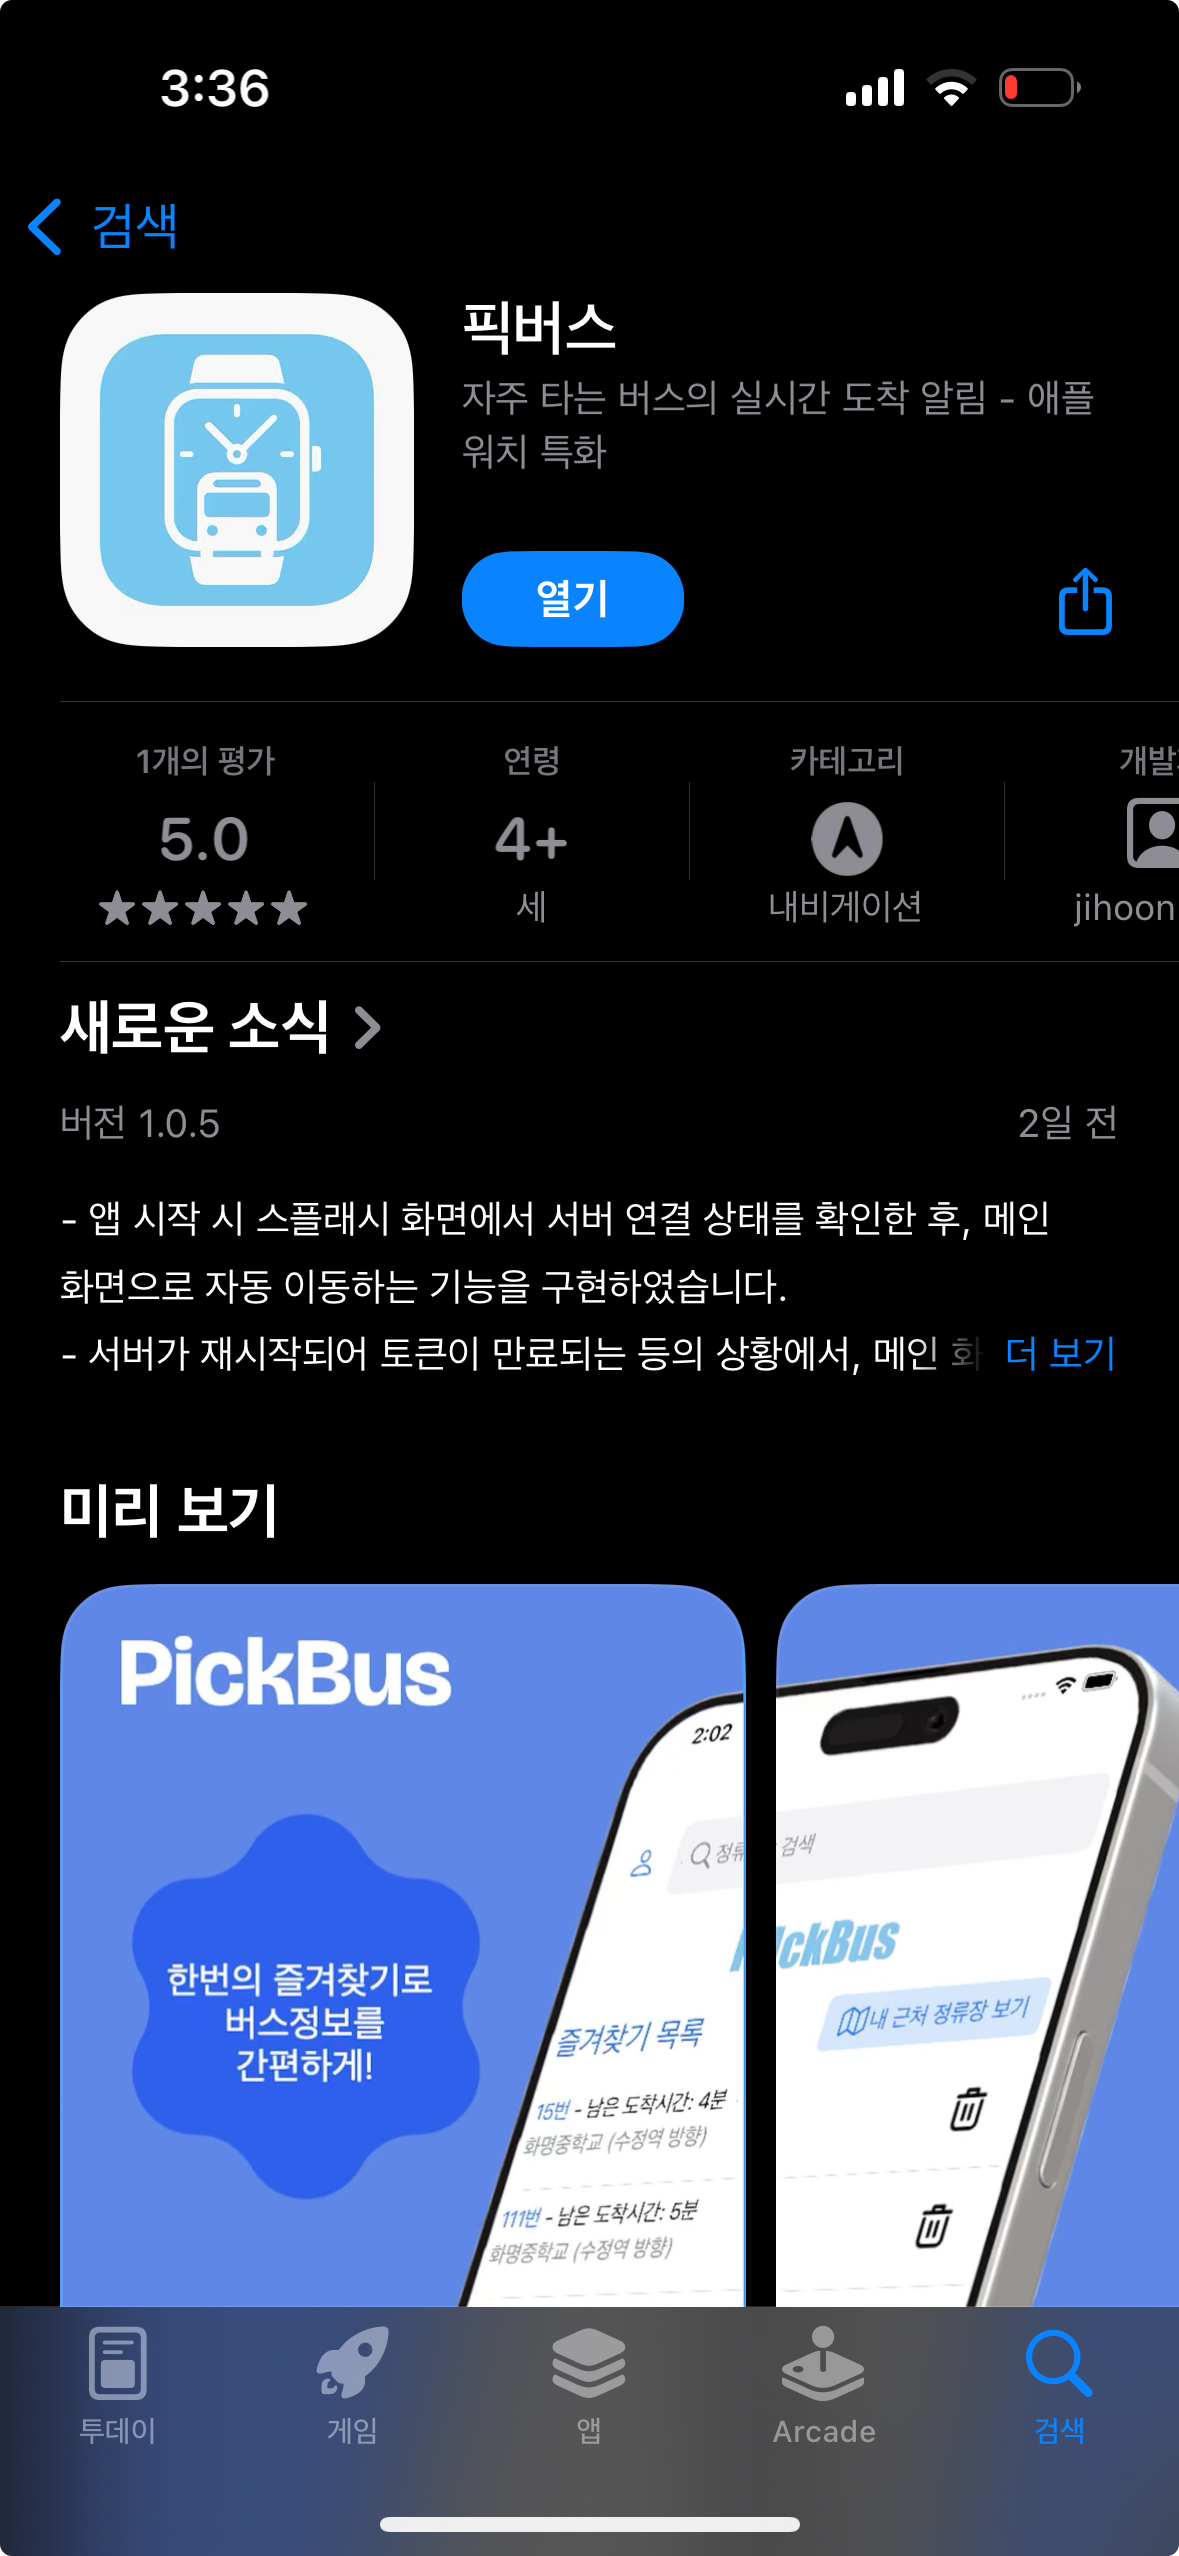 3:36
검색
픽버스
자주 타는 버스의 실시간 도착 알림 - 애플
워치 특화
열기
1개의 평가
5.0
연령
4+
세
카테고리
내비게이션
개발
jihoon
새로운 소식
버전 1.0.5
2일 전
- 앱 시작 시 스플래시 화면에서 서버 연결 상태를 확인한 후, 메인
화면으로 자동 이동하는 기능을 구현하였습니다.
- 서버가 재시작되어 토큰이 만료되는 등의 상황에서, 메인 화 더 보기
미리 보기
PickBus
한번의 즐겨찾기로
버스정보를
간편하게!
2:02
정류
즐겨찾기 목록
15번 - 남은 도착시간: 4분
화명중학교 (수정역 방향)
111번 - 남은 도착시간: 5분
화명중학교 (수정역 방향)
검색
ickBus
내 근처 정류장 보기
투데이
게임
앱
Arcade
검색